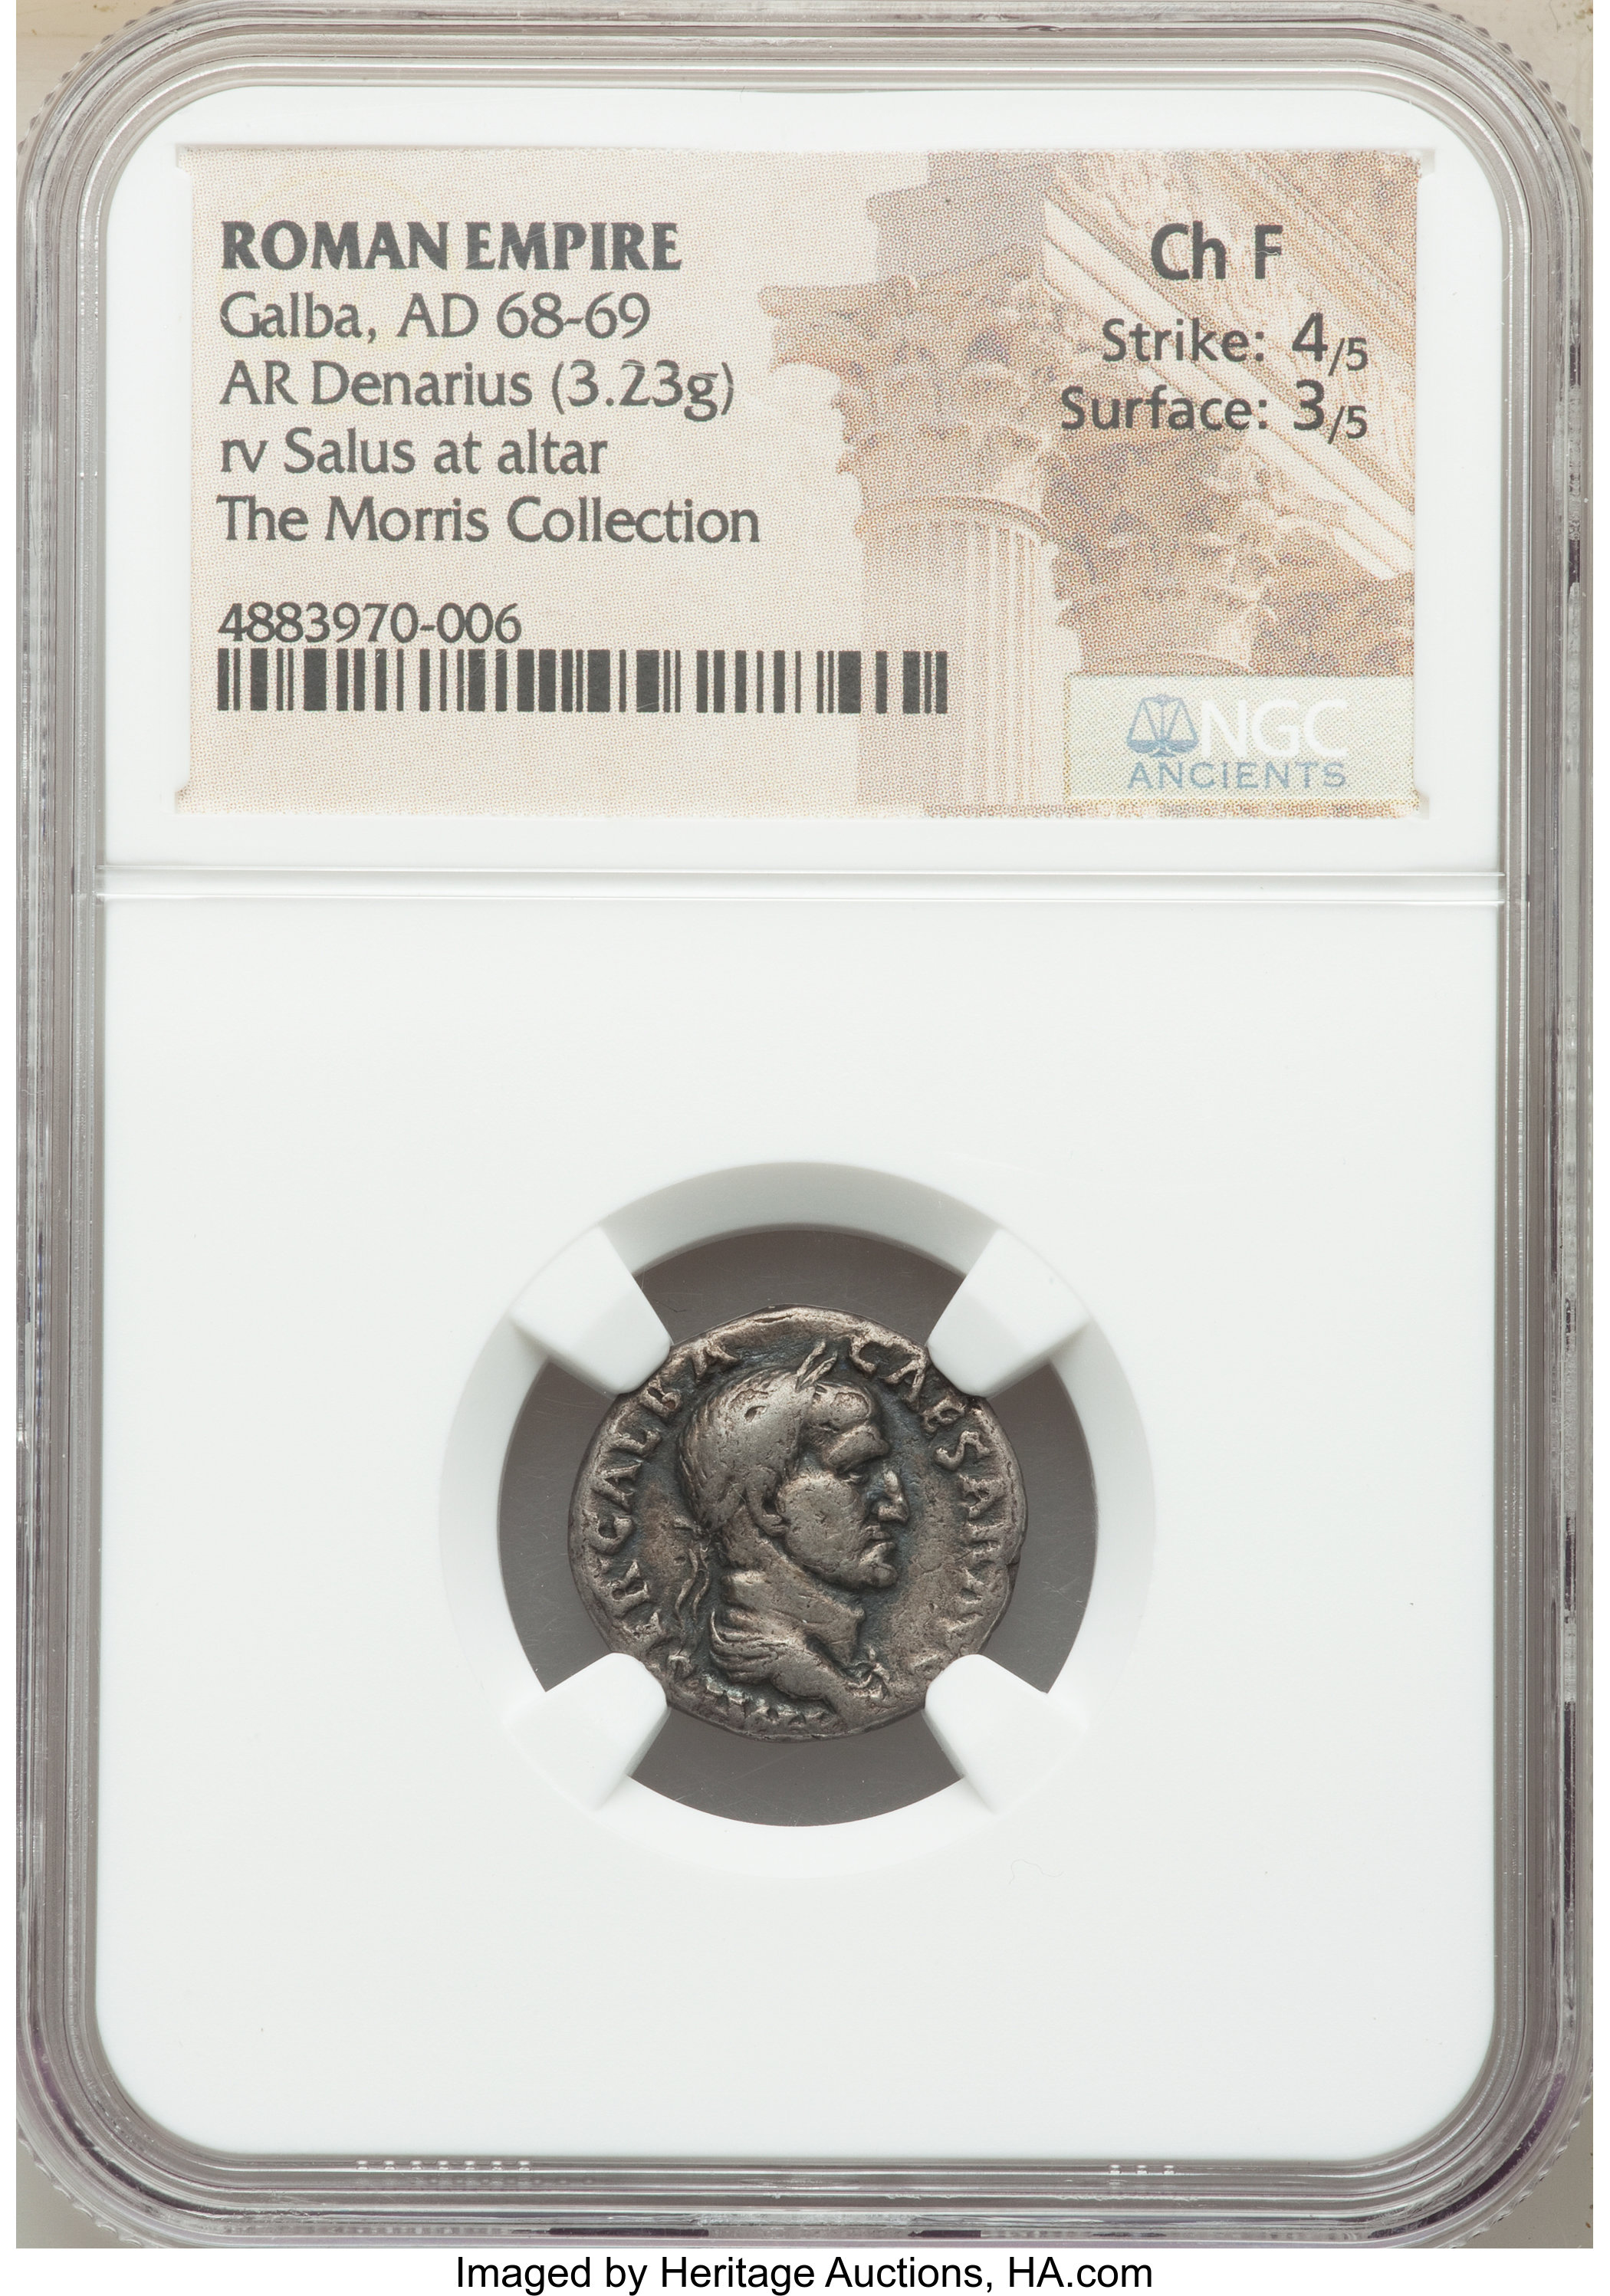 ROMAN EMPIRE
Galba, AD 68-69
AR Denarius (3.23g)
rv Salus at altar
The Morris Collection
4883970-006
Ch F
Strike: 4/5
Surface: 3/5
NGC
ANCIENTS
GALBA CAESAR
Imaged by Heritage Auctions, HA.com